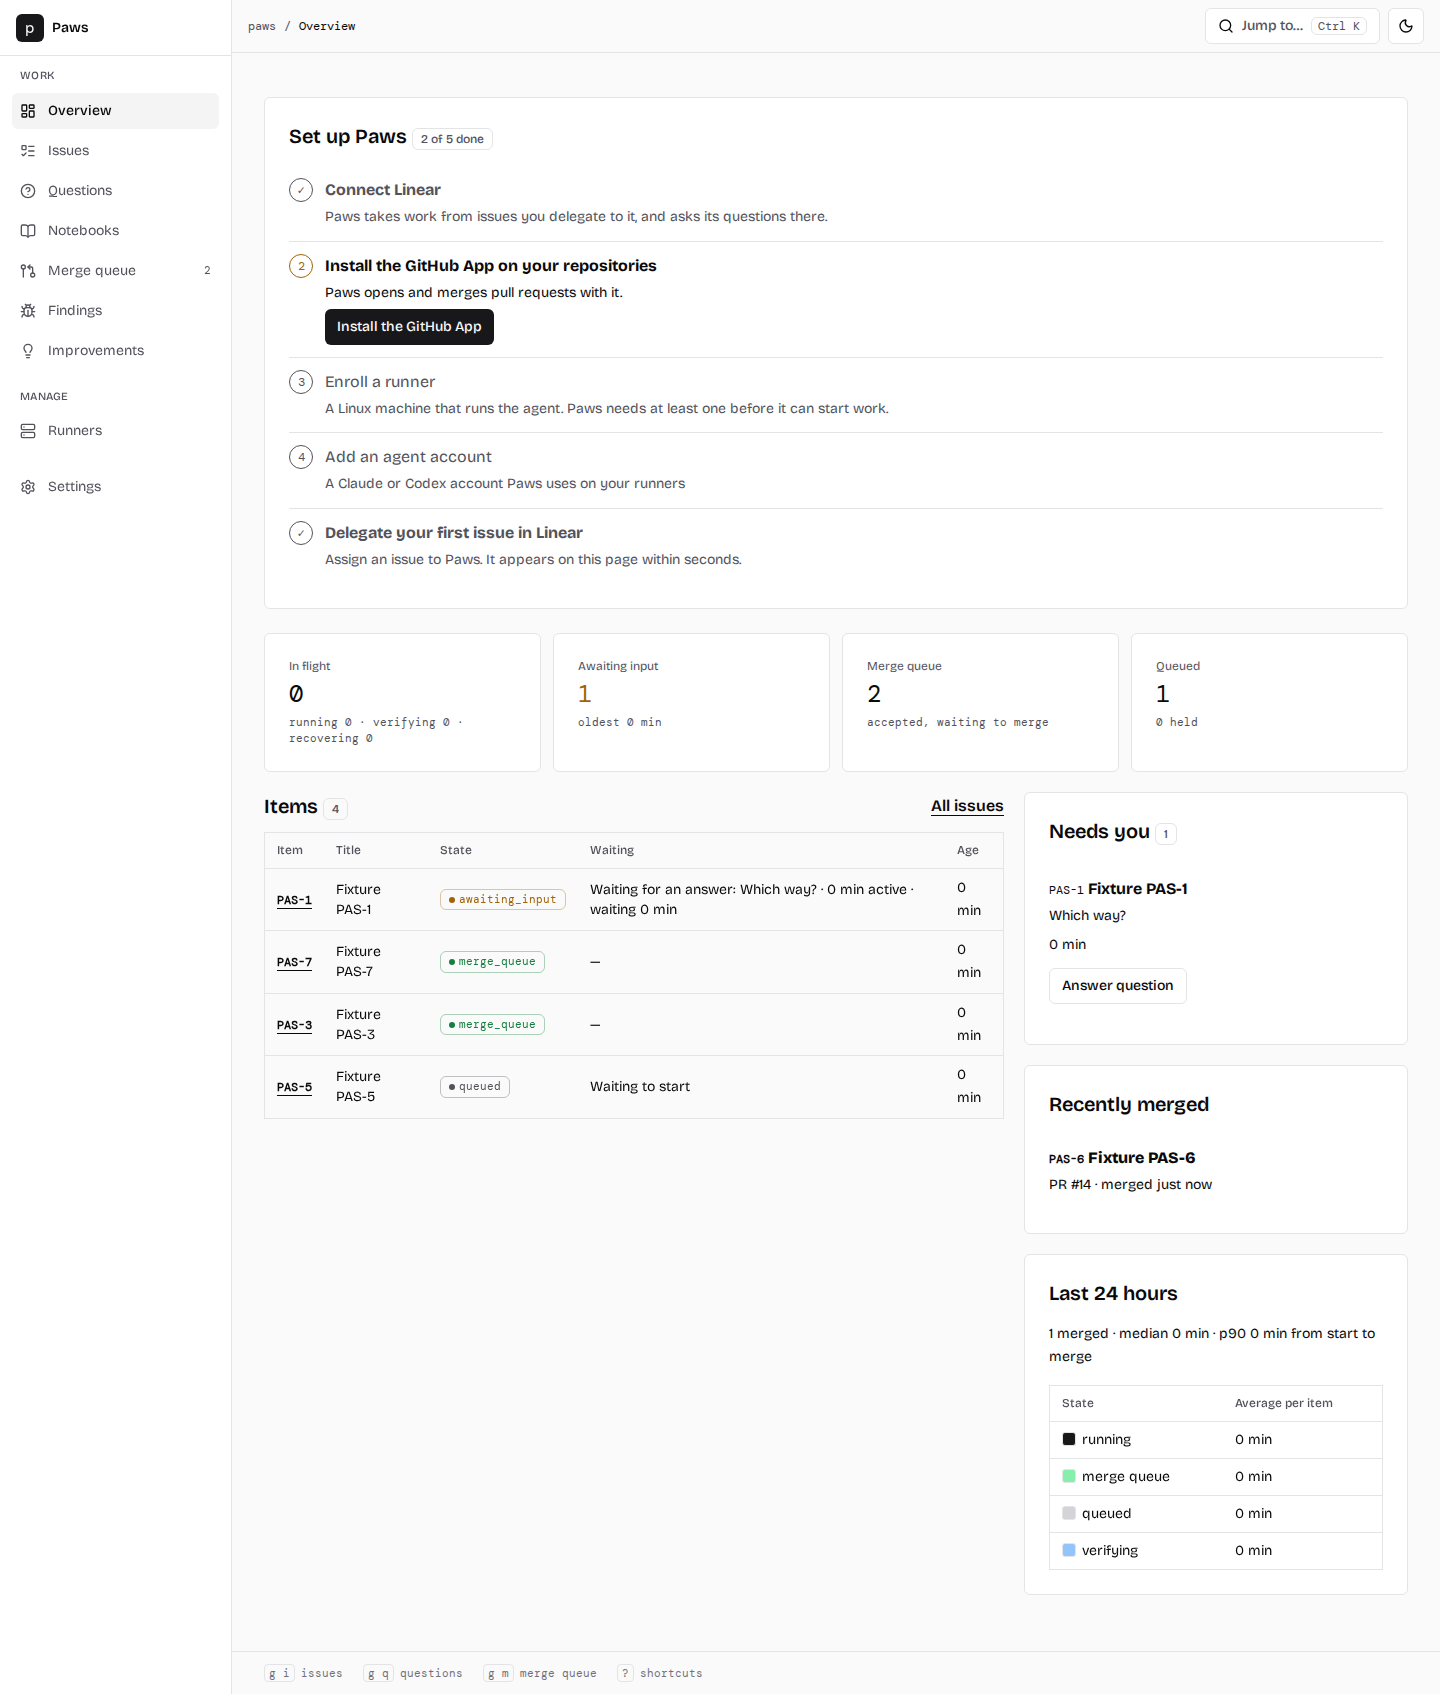 p Paws
WORK
Overview
Issues
Questions
Notebooks
Merge queue 2
Findings
Improvements
MANAGE
Runners
Settings
paws / Overview
Jump to... Ctrl K
Set up Paws 2 of 5 done
✓ Connect Linear
Paws takes work from issues you delegate to it, and asks its questions there.
2 Install the GitHub App on your repositories
Paws opens and merges pull requests with it.
Install the GitHub App
3 Enroll a runner
A Linux machine that runs the agent. Paws needs at least one before it can start work.
4 Add an agent account
A Claude or Codex account Paws uses on your runners
✓ Delegate your first issue in Linear
Assign an issue to Paws. It appears on this page within seconds.
In flight
0
running 0 · verifying 0 ·
recovering 0
Awaiting input
1
oldest 0 min
Merge queue
2
accepted, waiting to merge
Queued
1
0 held
Items 4 All issues
Item Title State Waiting Age
PAS-1 Fixture PAS-1 awaiting_input Waiting for an answer: Which way? · 0 min active · waiting 0 min 0 min
PAS-7 Fixture PAS-7 merge_queue — 0 min
PAS-3 Fixture PAS-3 merge_queue — 0 min
PAS-5 Fixture PAS-5 queued Waiting to start 0 min
Needs you 1
PAS-1 Fixture PAS-1
Which way?
0 min
Answer question
Recently merged
PAS-6 Fixture PAS-6
PR #14 · merged just now
Last 24 hours
1 merged · median 0 min · p90 0 min from start to
merge
State Average per item
running 0 min
merge queue 0 min
queued 0 min
verifying 0 min
g i issues g q questions g m merge queue ? shortcuts